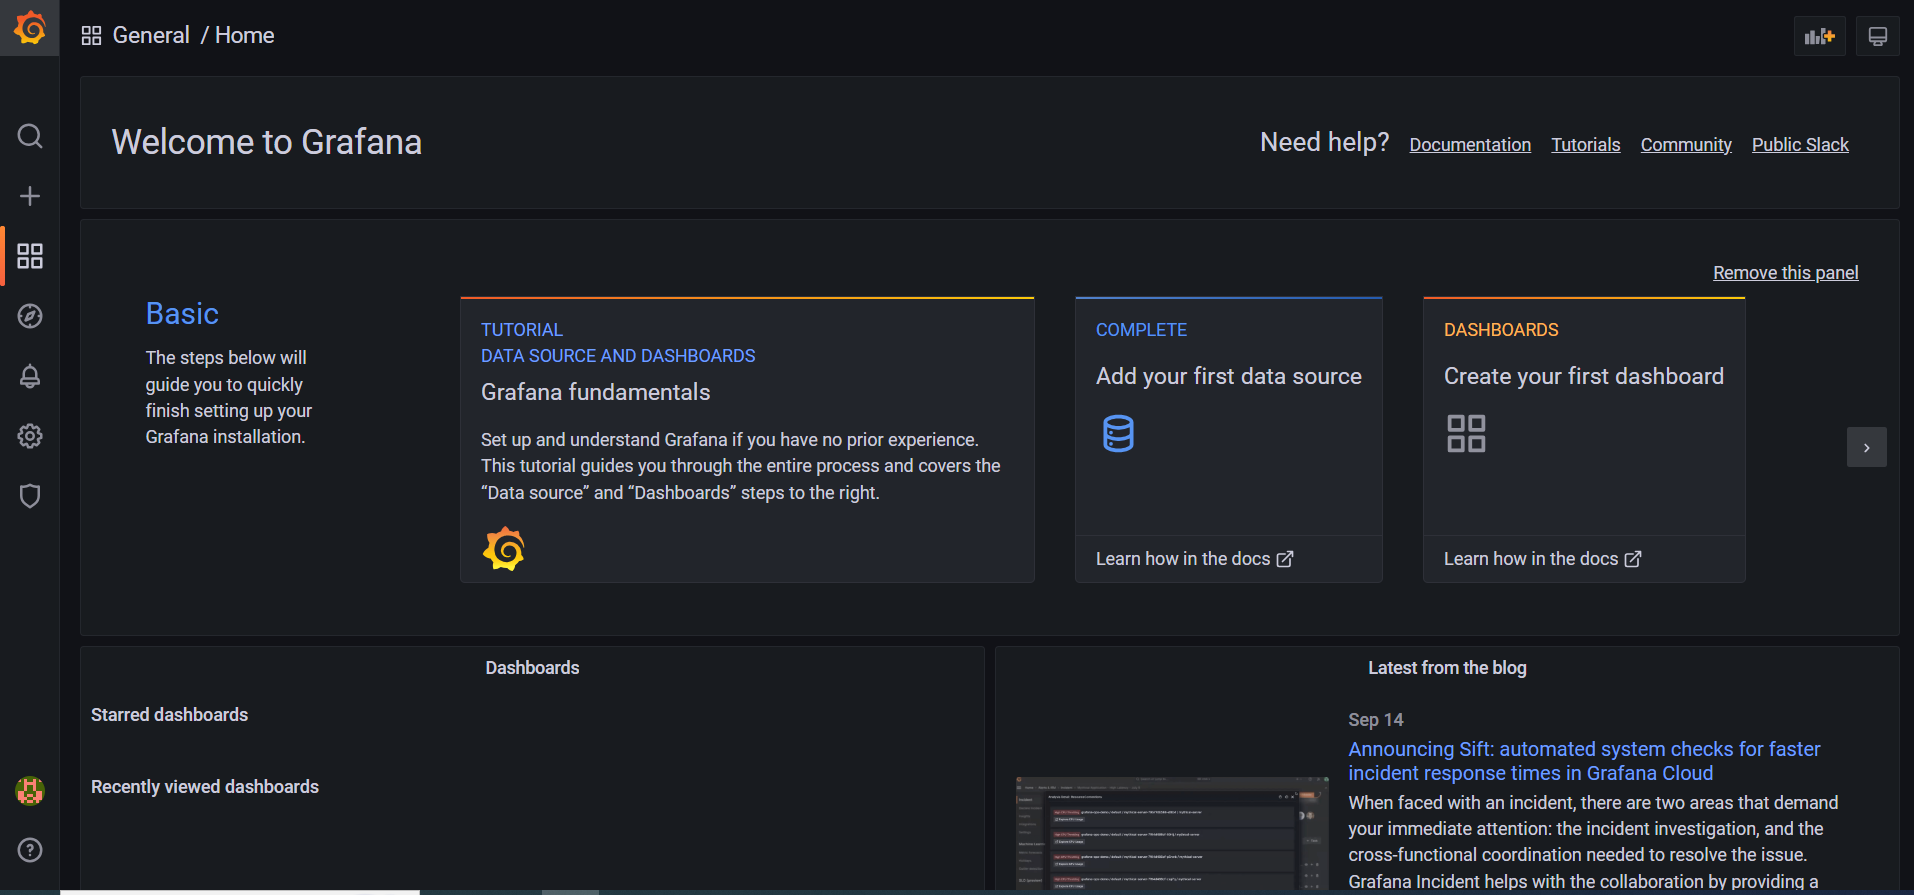 General / Home
Welcome to Grafana
Need help? Documentation Tutorials Community Public Slack
Remove this panel
Basic
The steps below will
guide you to quickly
finish setting up your
Grafana installation.
TUTORIAL
DATA SOURCE AND DASHBOARDS
Grafana fundamentals
Set up and understand Grafana if you have no prior experience.
This tutorial guides you through the entire process and covers the
“Data source” and “Dashboards” steps to the right.
COMPLETE
Add your first data source
Learn how in the docs
DASHBOARDS
Create your first dashboard
Learn how in the docs
Dashboards
Starred dashboards
Recently viewed dashboards
Latest from the blog
Sep 14
Announcing Sift: automated system checks for faster
incident response times in Grafana Cloud
When faced with an incident, there are two areas that demand
your immediate attention: the incident investigation, and the
cross-functional coordination needed to resolve the issue.
Grafana Incident helps with the collaboration by providing a